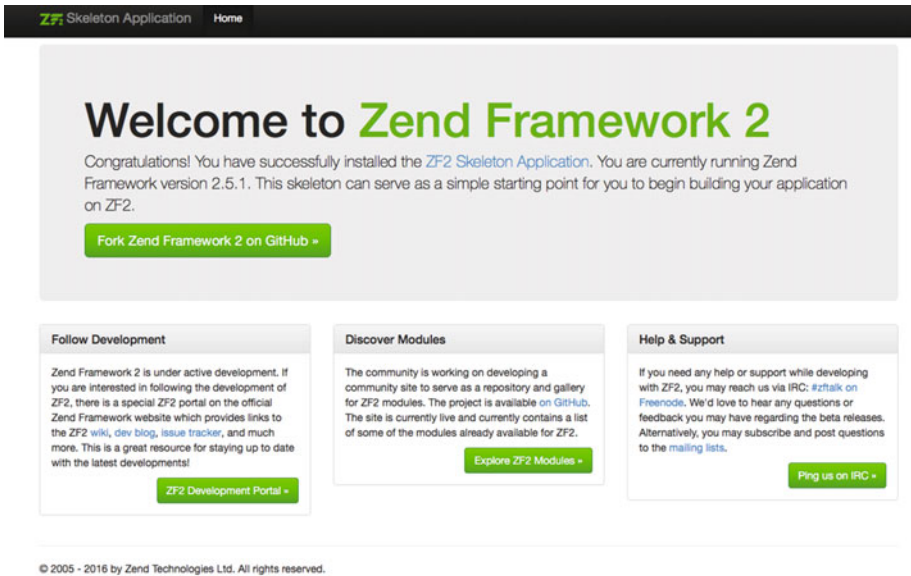 ZF Skeleton Application Home
Welcome to Zend Framework 2
Congratulations! You have successfully installed the ZF2 Skeleton Application. You are currently running Zend
Framework version 2.5.1. This skeleton can serve as a simple starting point for you to begin building your application
on ZF2.
Fork Zend Framework 2 on GitHub »
Follow Development
Zend Framework 2 is under active development. If
you are interested in following the development of
ZF2, there is a special ZF2 portal on the official
Zend Framework website which provides links to
the ZF2 wiki, dev blog, issue tracker, and much
more. This is a great resource for staying up to date
with the latest developments!
ZF2 Development Portal »
Discover Modules
The community is working on developing a
community site to serve as a repository and gallery
for ZF2 modules. The project is available on GitHub.
The site is currently live and currently contains a list
of some of the modules already available for ZF2.
Explore ZF2 Modules »
Help & Support
If you need any help or support while developing
with ZF2, you may reach us via IRC: #zftalk on
Freenode. We'd love to hear any questions or
feedback you may have regarding the beta releases.
Alternatively, you may subscribe and post questions
to the mailing lists.
Ping us on IRC »
© 2005 - 2016 by Zend Technologies Ltd. All rights reserved.